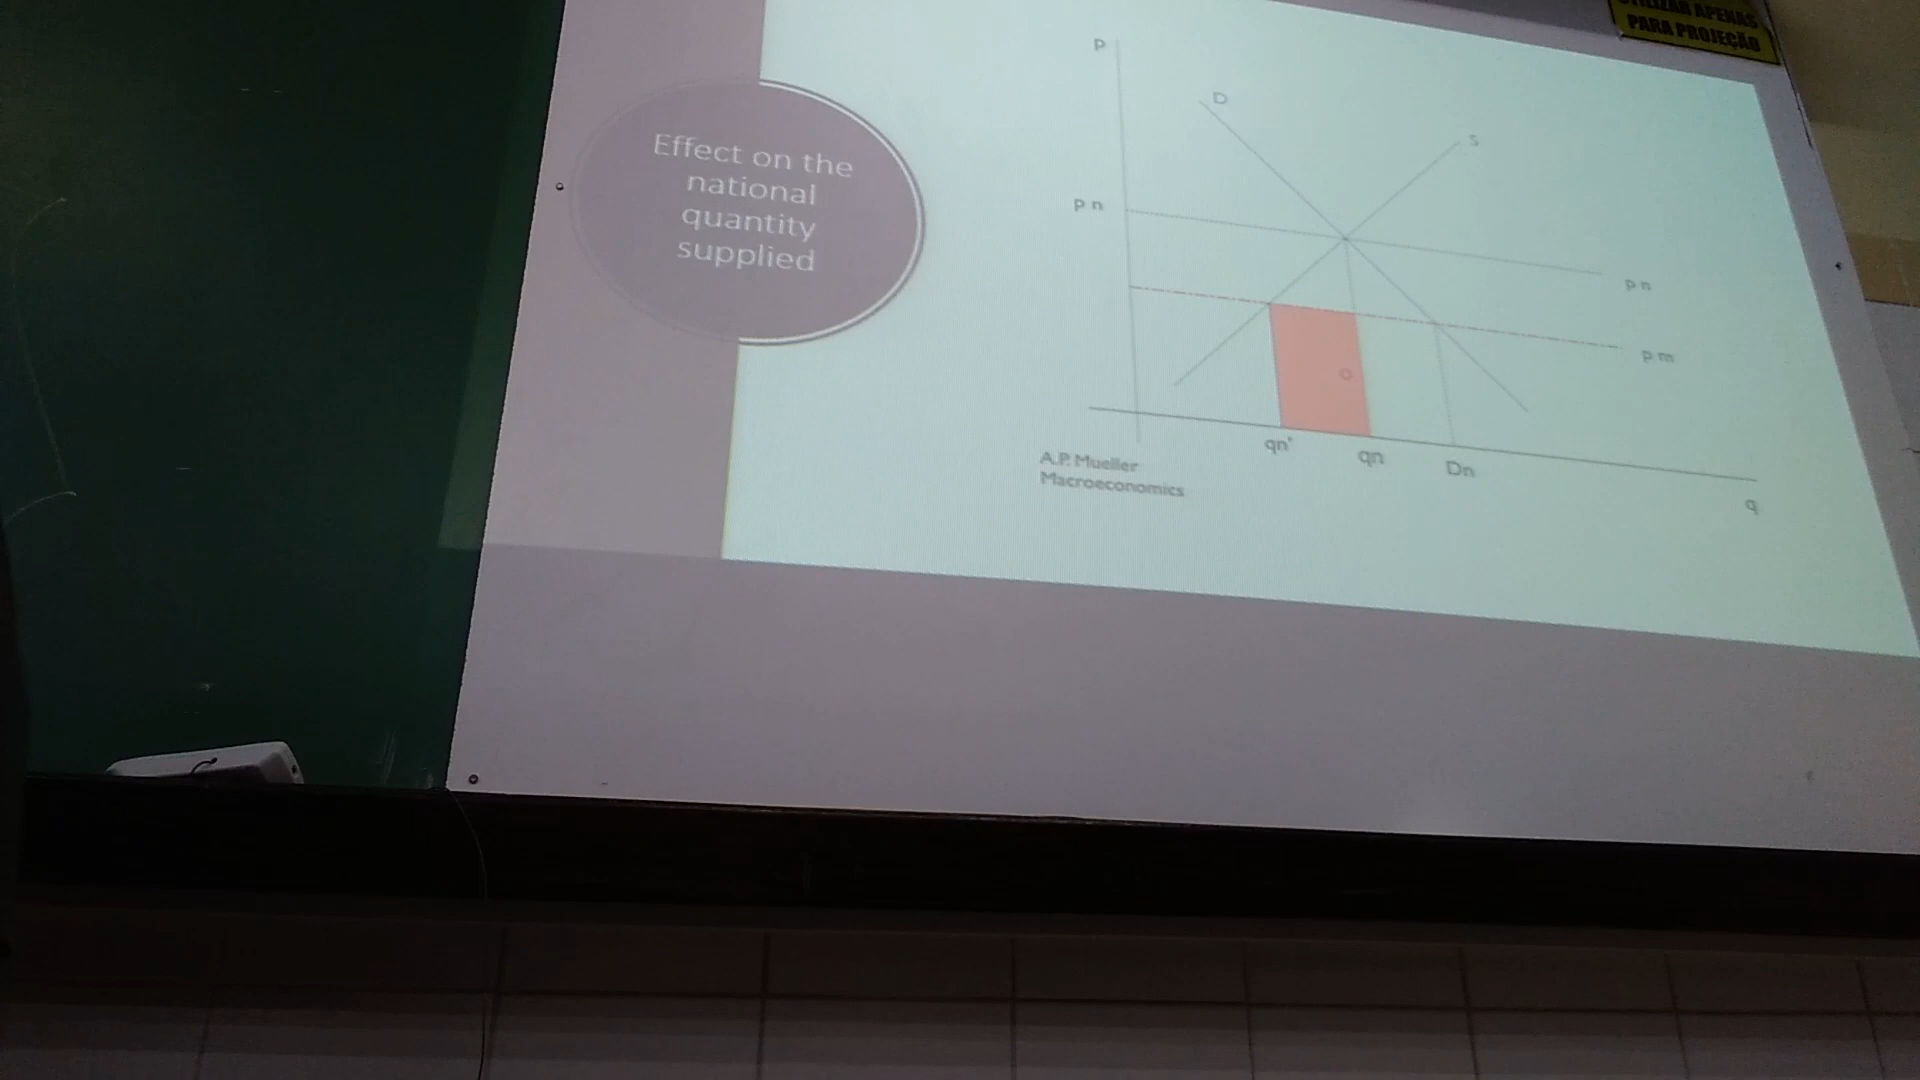 UTILIZAR APENAS
PARA PROJEÇÃO
Effect on the
national
quantity
supplied
P
D
S
p n
p n
p m
O
qn'
qn
Dn
q
A.P. Mueller
Macroeconomics